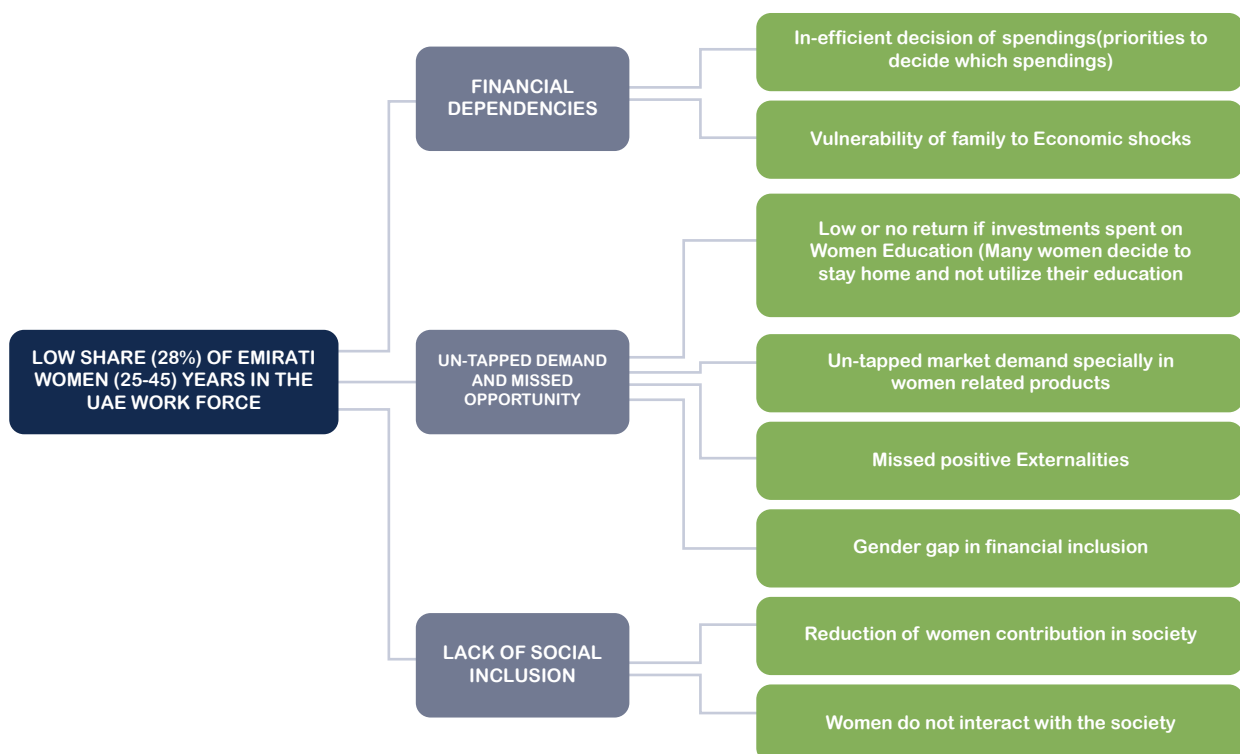 LOW SHARE (28%) OF EMIRATI
WOMEN (25-45) YEARS IN THE
UAE WORK FORCE
FINANCIAL
DEPENDENCIES
In-efficient decision of spendings(priorities to
decide which spendings)
Vulnerability of family to Economic shocks
UN-TAPPED DEMAND
AND MISSED
OPPORTUNITY
Low or no return if investments spent on
Women Education (Many women decide to
stay home and not utilize their education
Un-tapped market demand specially in
women related products
Missed positive Externalities
Gender gap in financial inclusion
LACK OF SOCIAL
INCLUSION
Reduction of women contribution in society
Women do not interact with the society